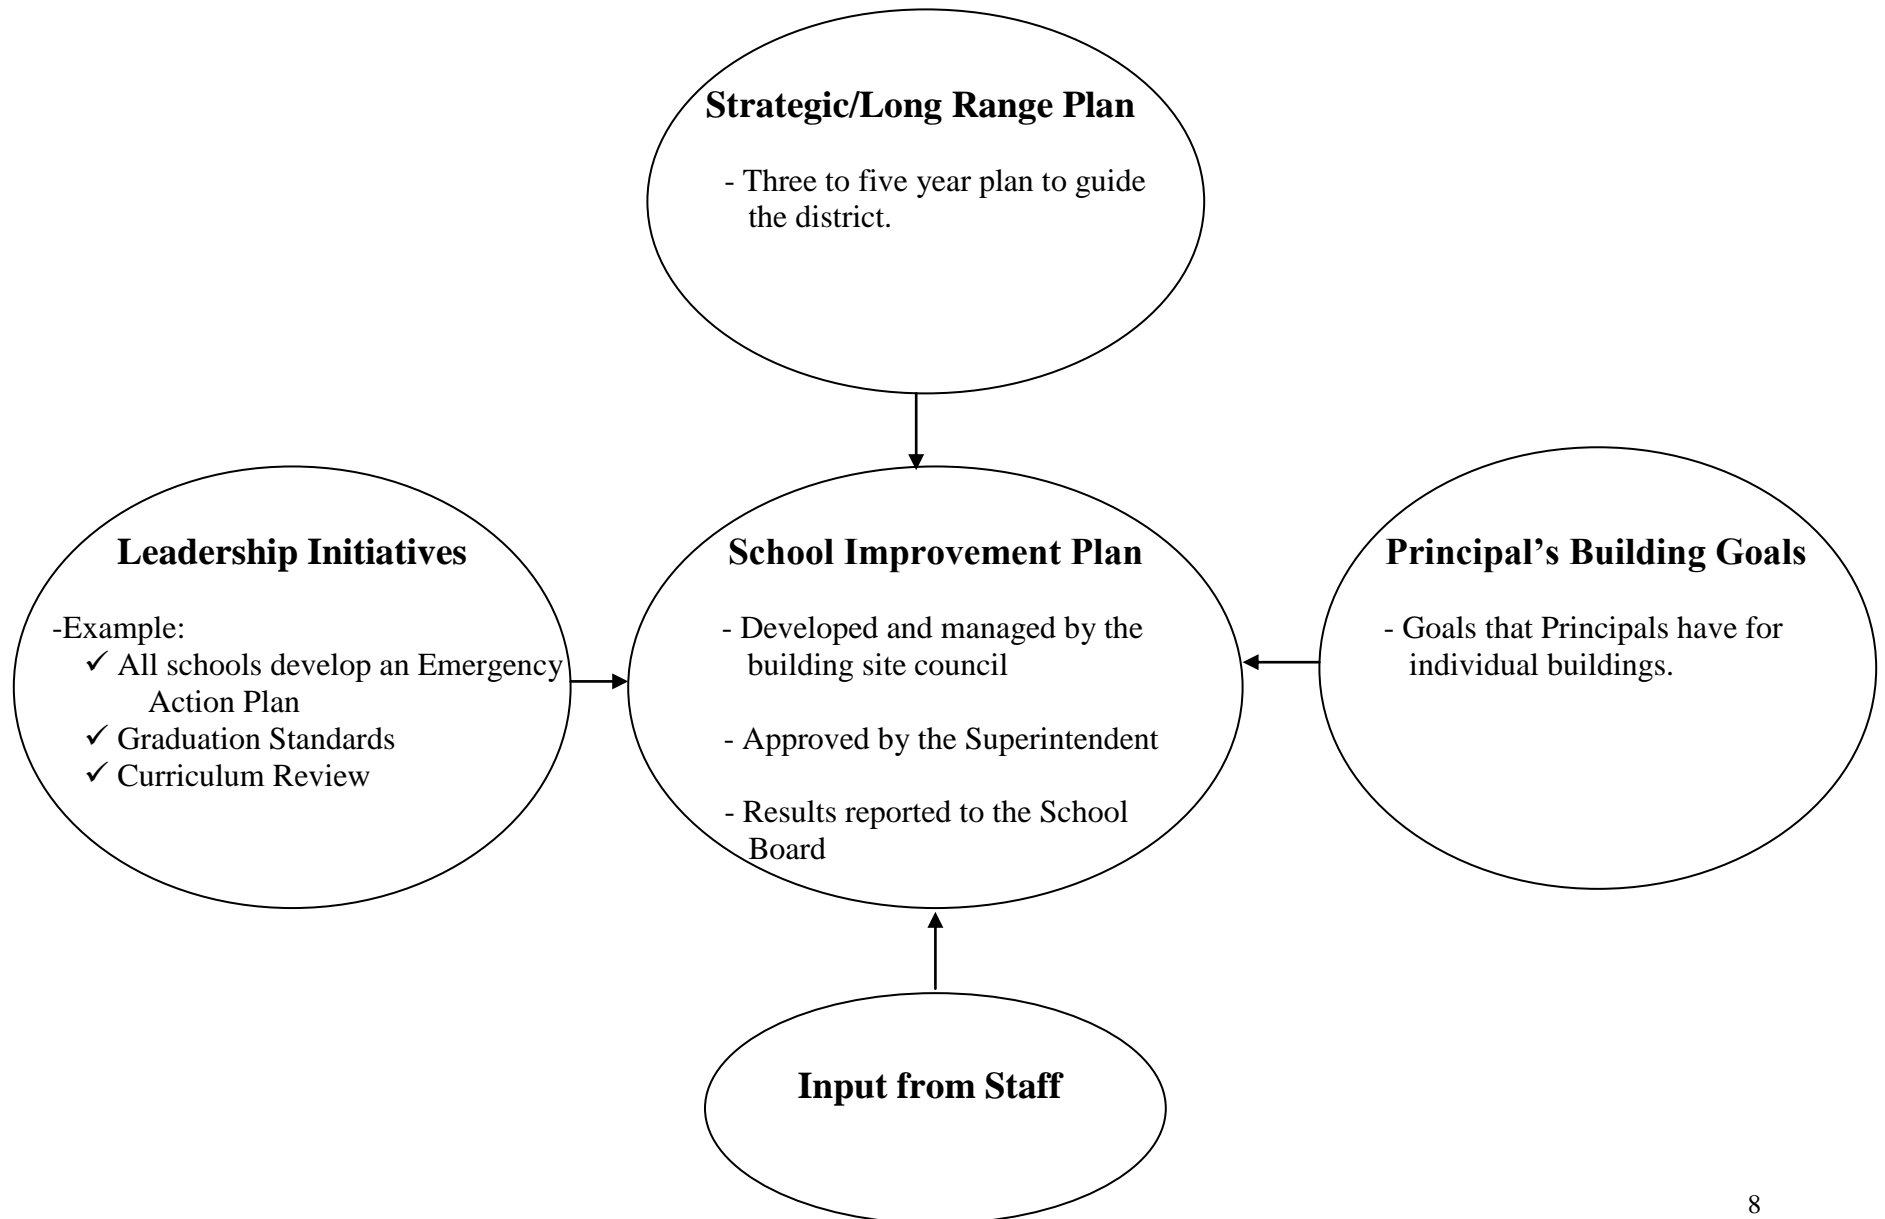 Strategic/Long Range Plan
- Three to five year plan to guide
the district.
Leadership Initiatives
-Example:
✓ All schools develop an Emergency
Action Plan
✓ Graduation Standards
✓ Curriculum Review
School Improvement Plan
- Developed and managed by the
building site council
- Approved by the Superintendent
- Results reported to the School
Board
Principal’s Building Goals
- Goals that Principals have for
individual buildings.
Input from Staff
8